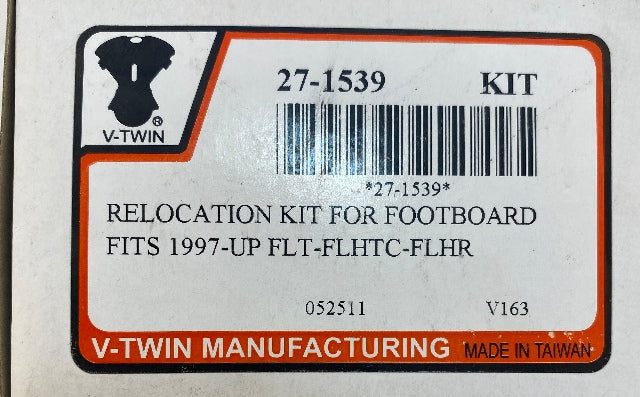 27-1539 KIT
®
V-TWIN
*27-1539*
RELOCATION KIT FOR FOOTBOARD
FITS 1997-UP FLT-FLHTC-FLHR
052511 V163
V-TWIN MANUFACTURING MADE IN TAIWAN